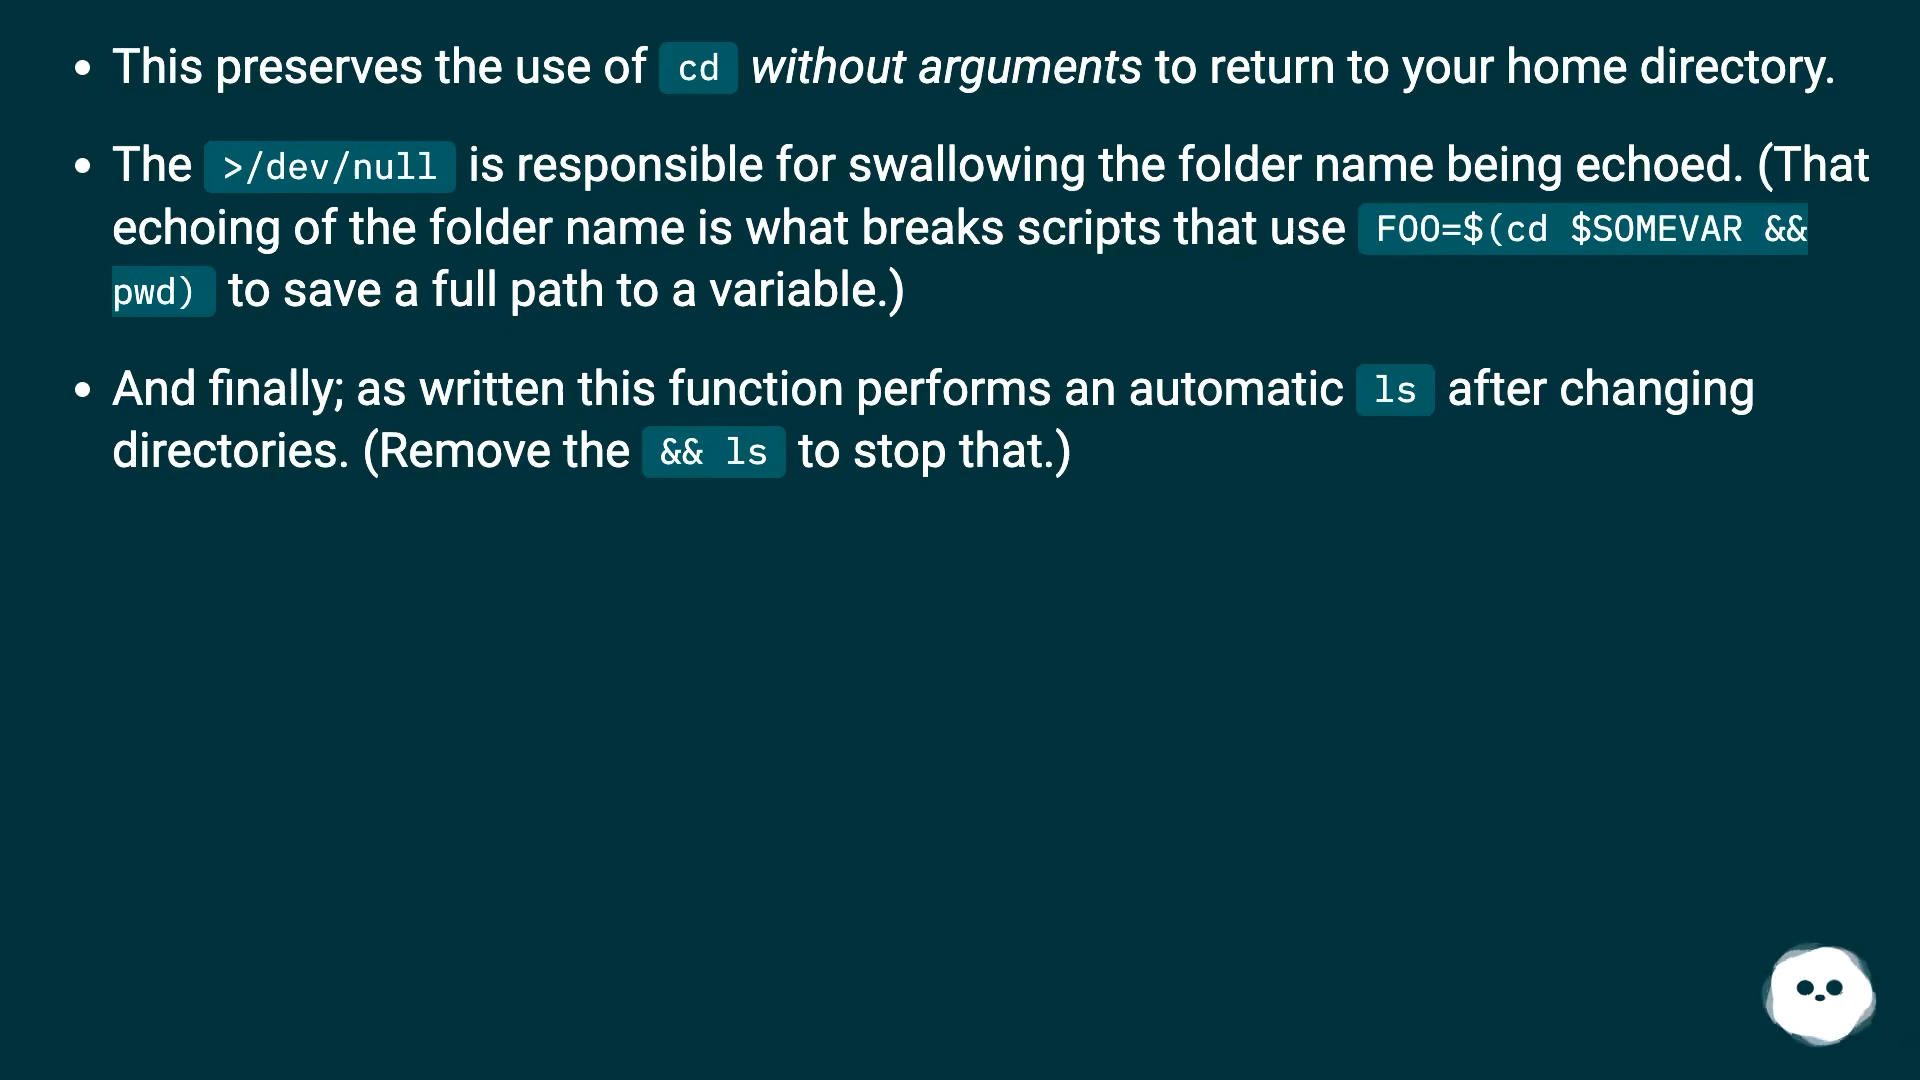 • This preserves the use of cd without arguments to return to your home directory.
• The >/dev/null is responsible for swallowing the folder name being echoed. (That
echoing of the folder name is what breaks scripts that use FOO=$(cd $SOMEVAR &&
pwd) to save a full path to a variable.)
• And finally; as written this function performs an automatic ls after changing
directories. (Remove the && ls to stop that.)